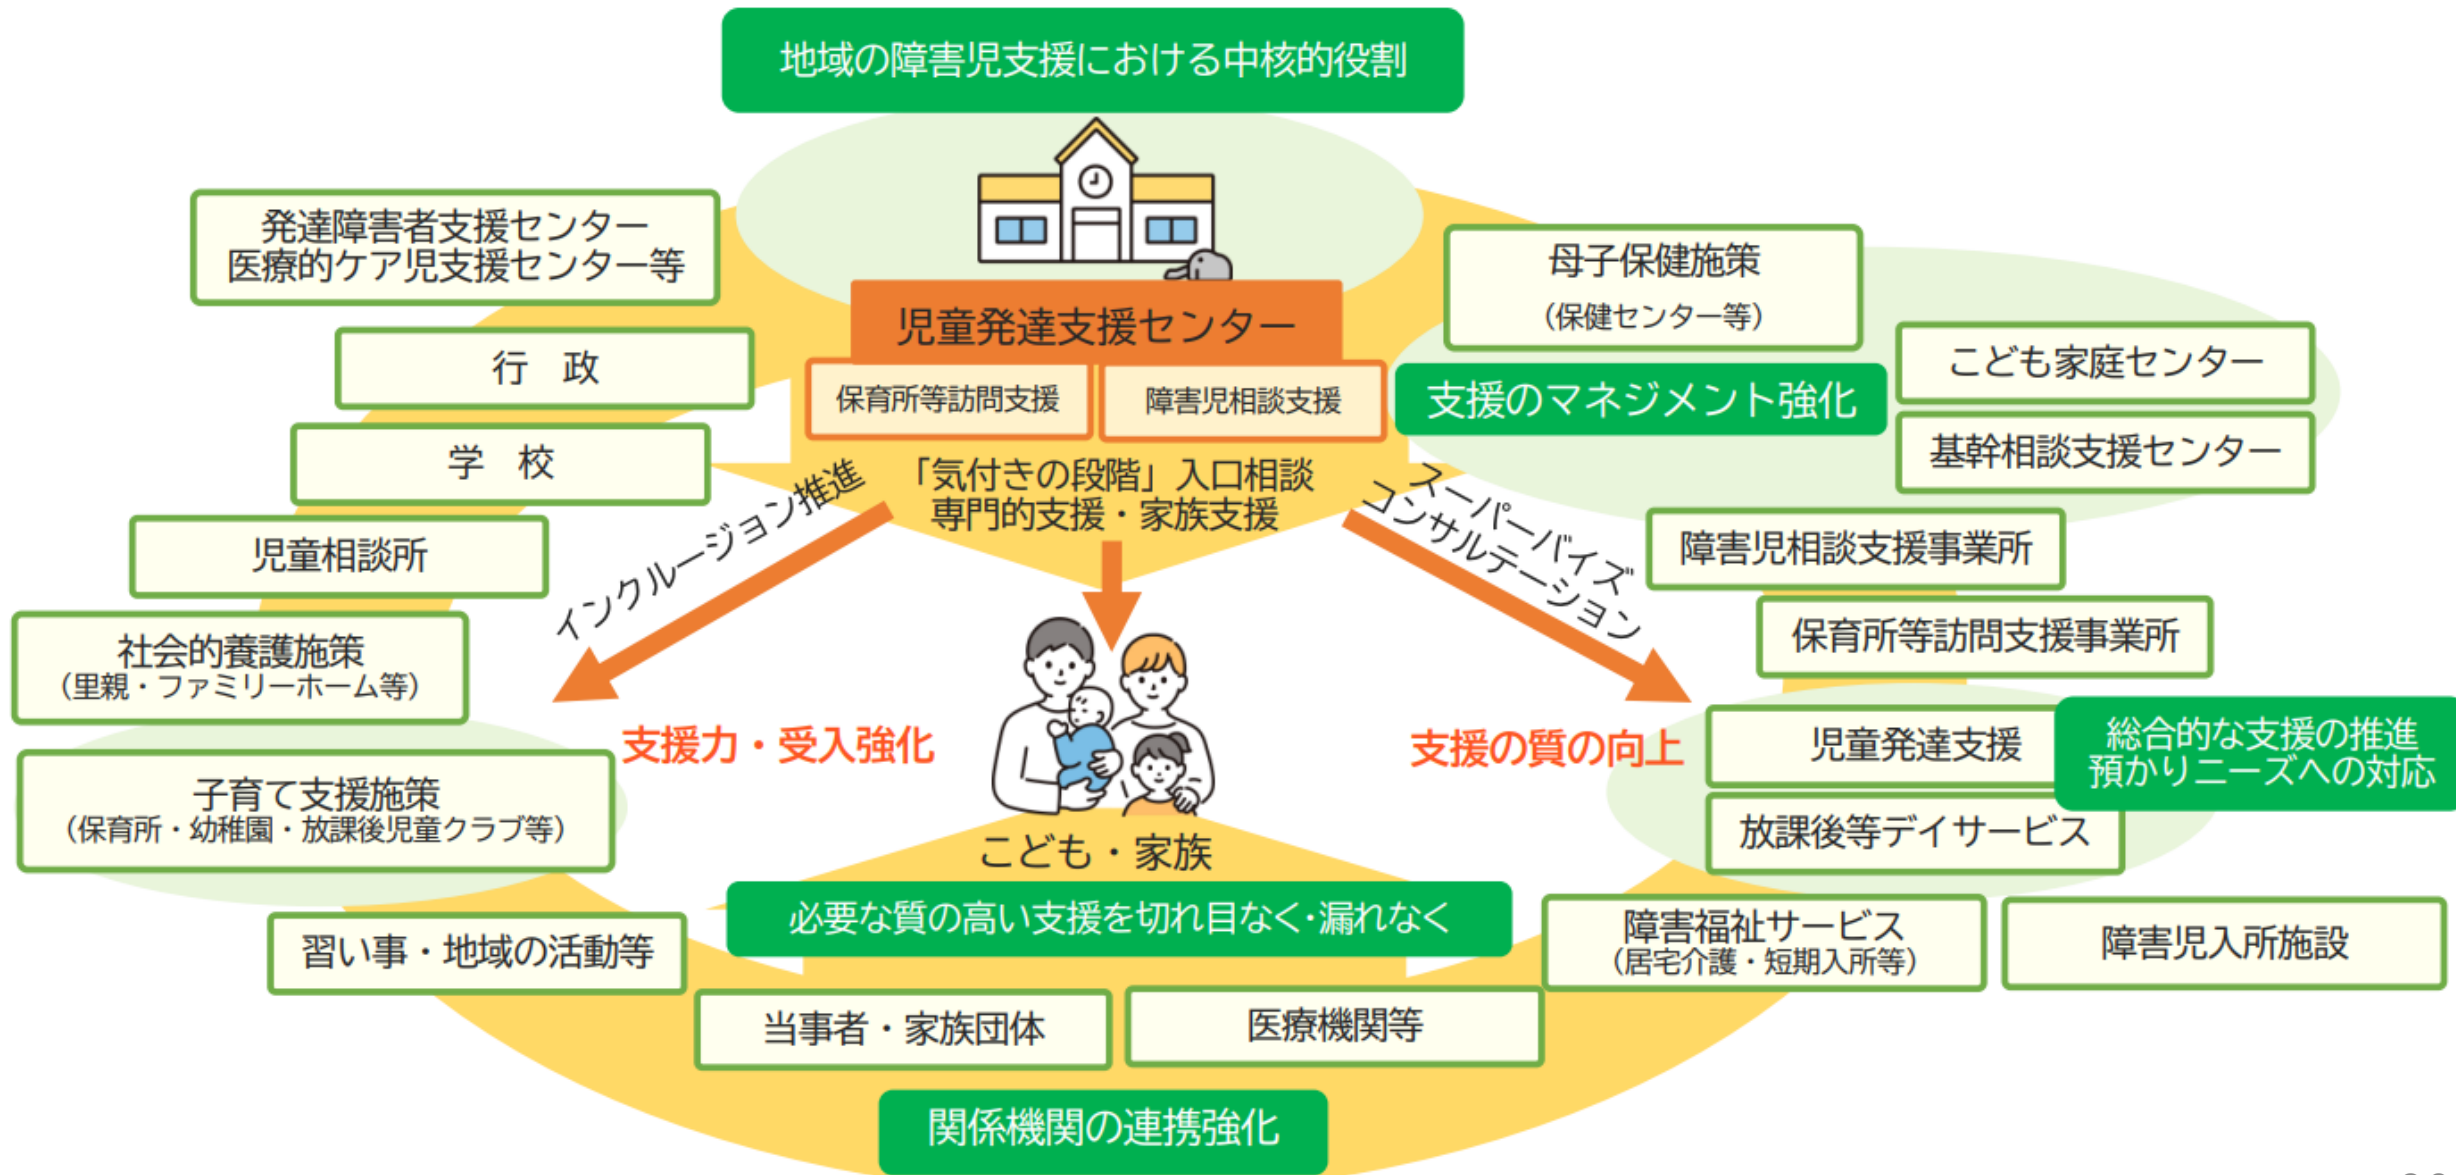 地域の障害児支援における中核的役割
発達障害者支援センター
医療的ケア児支援センター等
行　政
学　校
児童相談所
社会的養護施策
（里親・ファミリーホーム等）
子育て支援施策
（保育所・幼稚園・放課後児童クラブ等）
習い事・地域の活動等
児童発達支援センター
保育所等訪問支援
障害児相談支援
「気付きの段階」入口相談
専門的支援・家族支援
インクルージョン推進
スーパーバイズ
コンサルテーション
支援力・受入強化
支援の質の向上
こども・家族
必要な質の高い支援を切れ目なく・漏れなく
母子保健施策
（保健センター等）
支援のマネジメント強化
こども家庭センター
基幹相談支援センター
障害児相談支援事業所
保育所等訪問支援事業所
児童発達支援
総合的な支援の推進
預かりニーズへの対応
放課後等デイサービス
障害福祉サービス
（居宅介護・短期入所等）
障害児入所施設
当事者・家族団体
医療機関等
関係機関の連携強化